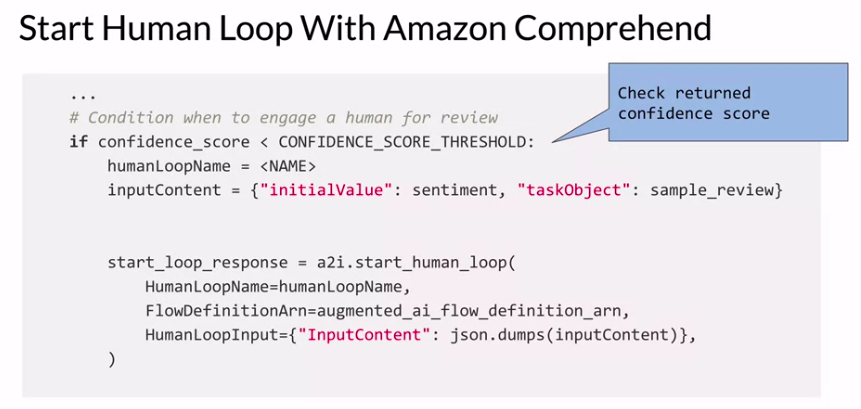 Start Human Loop With Amazon Comprehend
...
# Condition when to engage a human for review
if confidence_score < CONFIDENCE_SCORE_THRESHOLD:
    humanLoopName = <NAME>
    inputContent = {"initialValue": sentiment, "taskObject": sample_review}
    start_loop_response = a2i.start_human_loop(
        HumanLoopName=humanLoopName,
        FlowDefinitionArn=augmented_ai_flow_definition_arn,
        HumanLoopInput={"InputContent": json.dumps(inputContent)},
    )
Check returned
confidence score